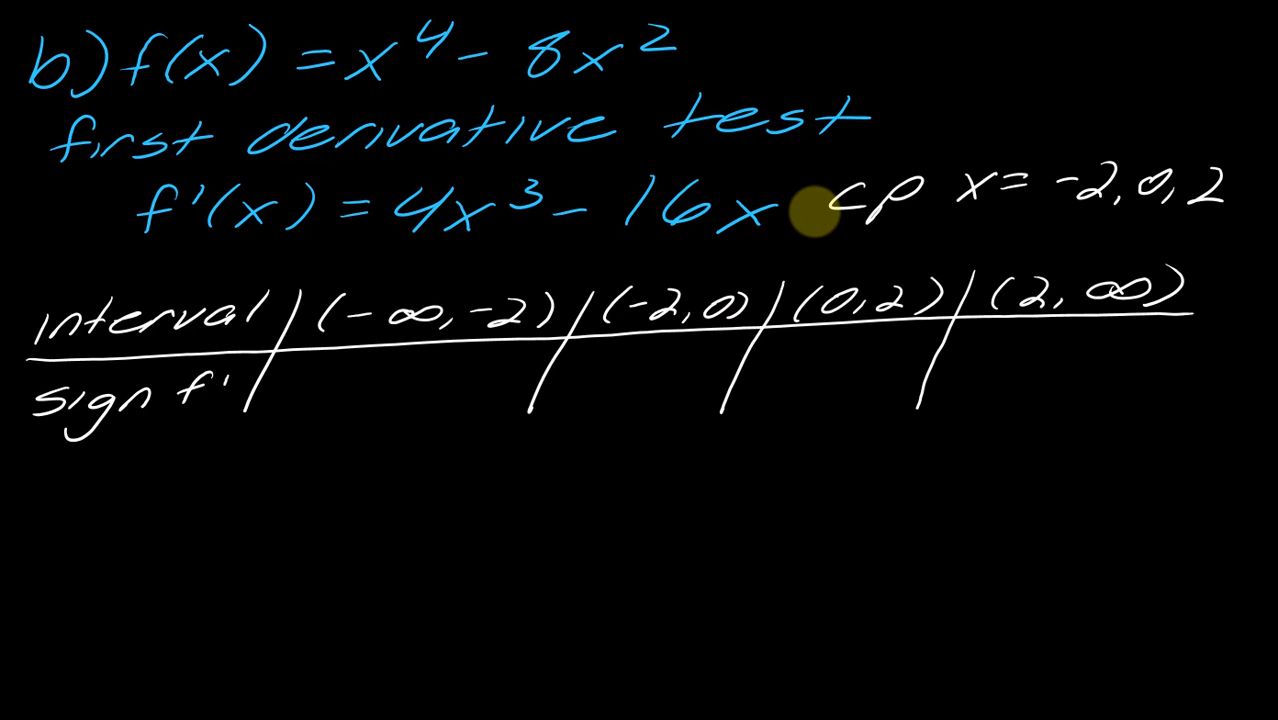 b) f(x) = x⁴ - 8x²
first derivative test
f'(x) = 4x³ - 16x cp x = -2, 0, 2
interval | (-∞, -2) | (-2, 0) | (0, 2) | (2, ∞)
sign f' | | | |